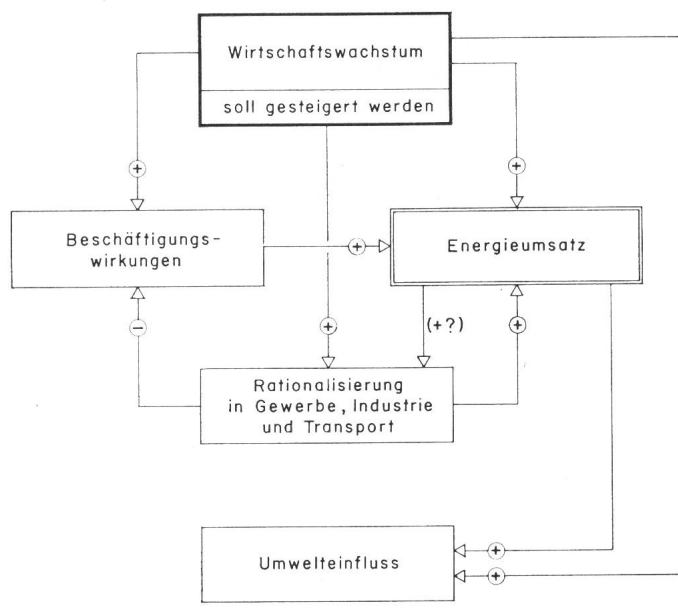 Wirtschaftswachstum
soll gesteigert werden
+
+
Beschäftigungs-
wirkungen
+
Energieumsatz
−
+
(+?)
+
Rationalisierung
in Gewerbe, Industrie
und Transport
Umwelteinfluss
+
+